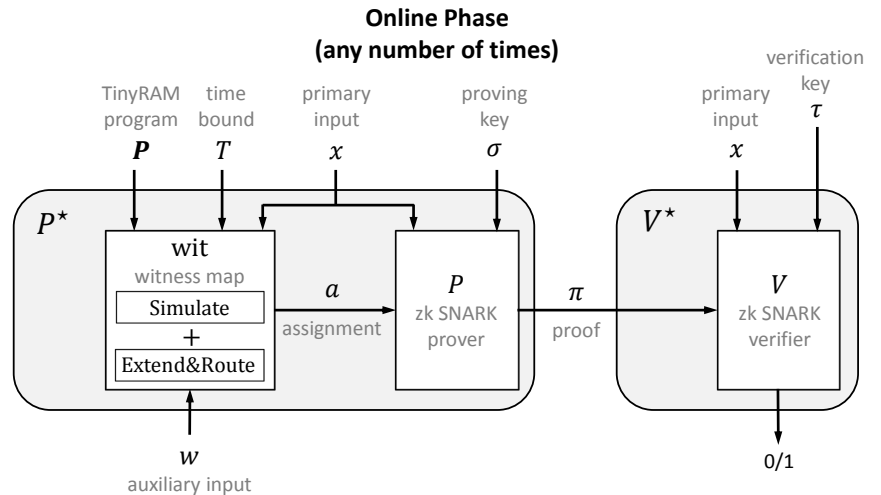 Online Phase
(any number of times)
TinyRAM
program
P
time
bound
T
primary
input
x
proving
key
σ
primary
input
x
verification
key
τ
P*
wit
witness map
Simulate
+
Extend&Route
a
assignment
P
zk SNARK
prover
π
proof
V*
V
zk SNARK
verifier
w
auxiliary input
0/1